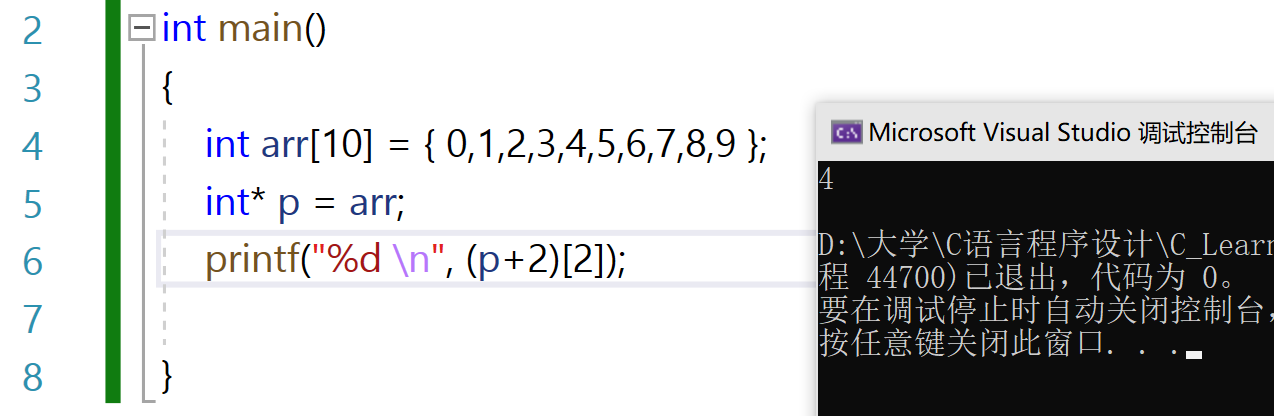 2 int main()
3 {
4 int arr[10] = { 0,1,2,3,4,5,6,7,8,9 };
5 int* p = arr;
6 printf("%d \n", (p+2)[2]);
7
8 }
Microsoft Visual Studio 调试控制台
4
D:\大学\C语言程序设计\C_Learn
程 44700)已退出，代码为 0。
要在调试停止时自动关闭控制台，
按任意键关闭此窗口. . .